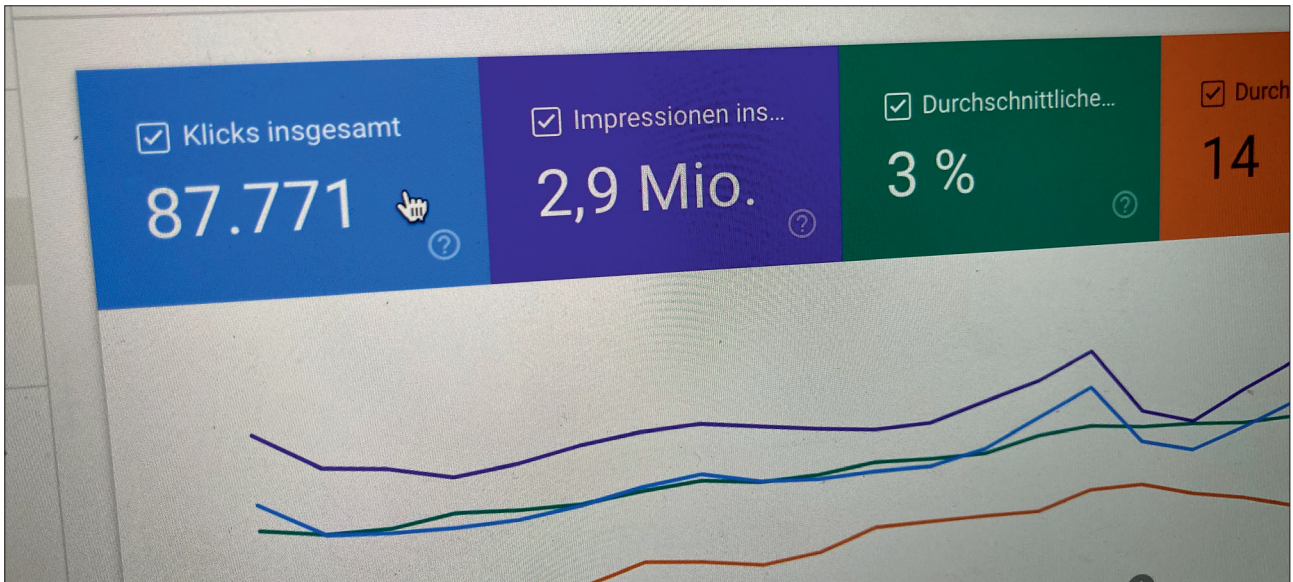 Klicks insgesamt
87.771
Impressionen ins...
2,9 Mio.
Durchschnittliche...
3 %
Durch
14